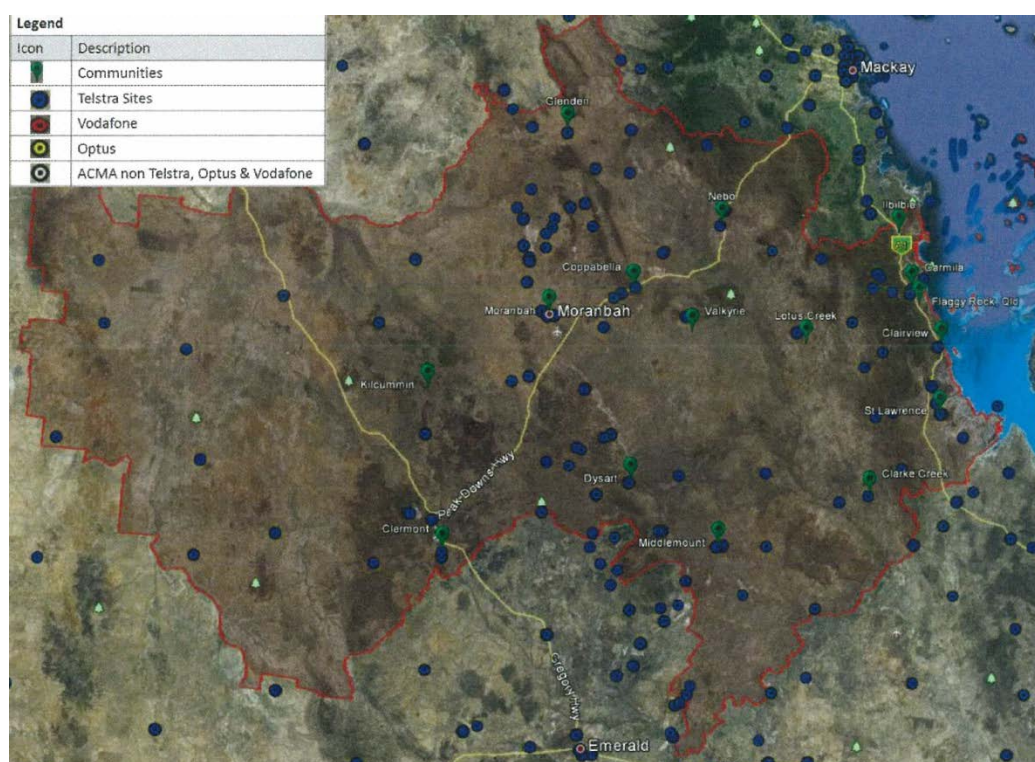 Legend
Icon Description
Communities
Telstra Sites
Vodafone
Optus
ACMA non Telstra, Optus & Vodafone
Mackay
Glenden
Nebo
Ilbilbie
Coppabella
Carmila
Flaggy Rock, Qld
Moranbah
Moranbah
Valkyrie
Lotus Creek
Clairview
Kilcummin
St Lawrence
Peak Downs Hwy
Dysart
Clarke Creek
Clermont
Middlemount
Gregory Hwy
Emerald